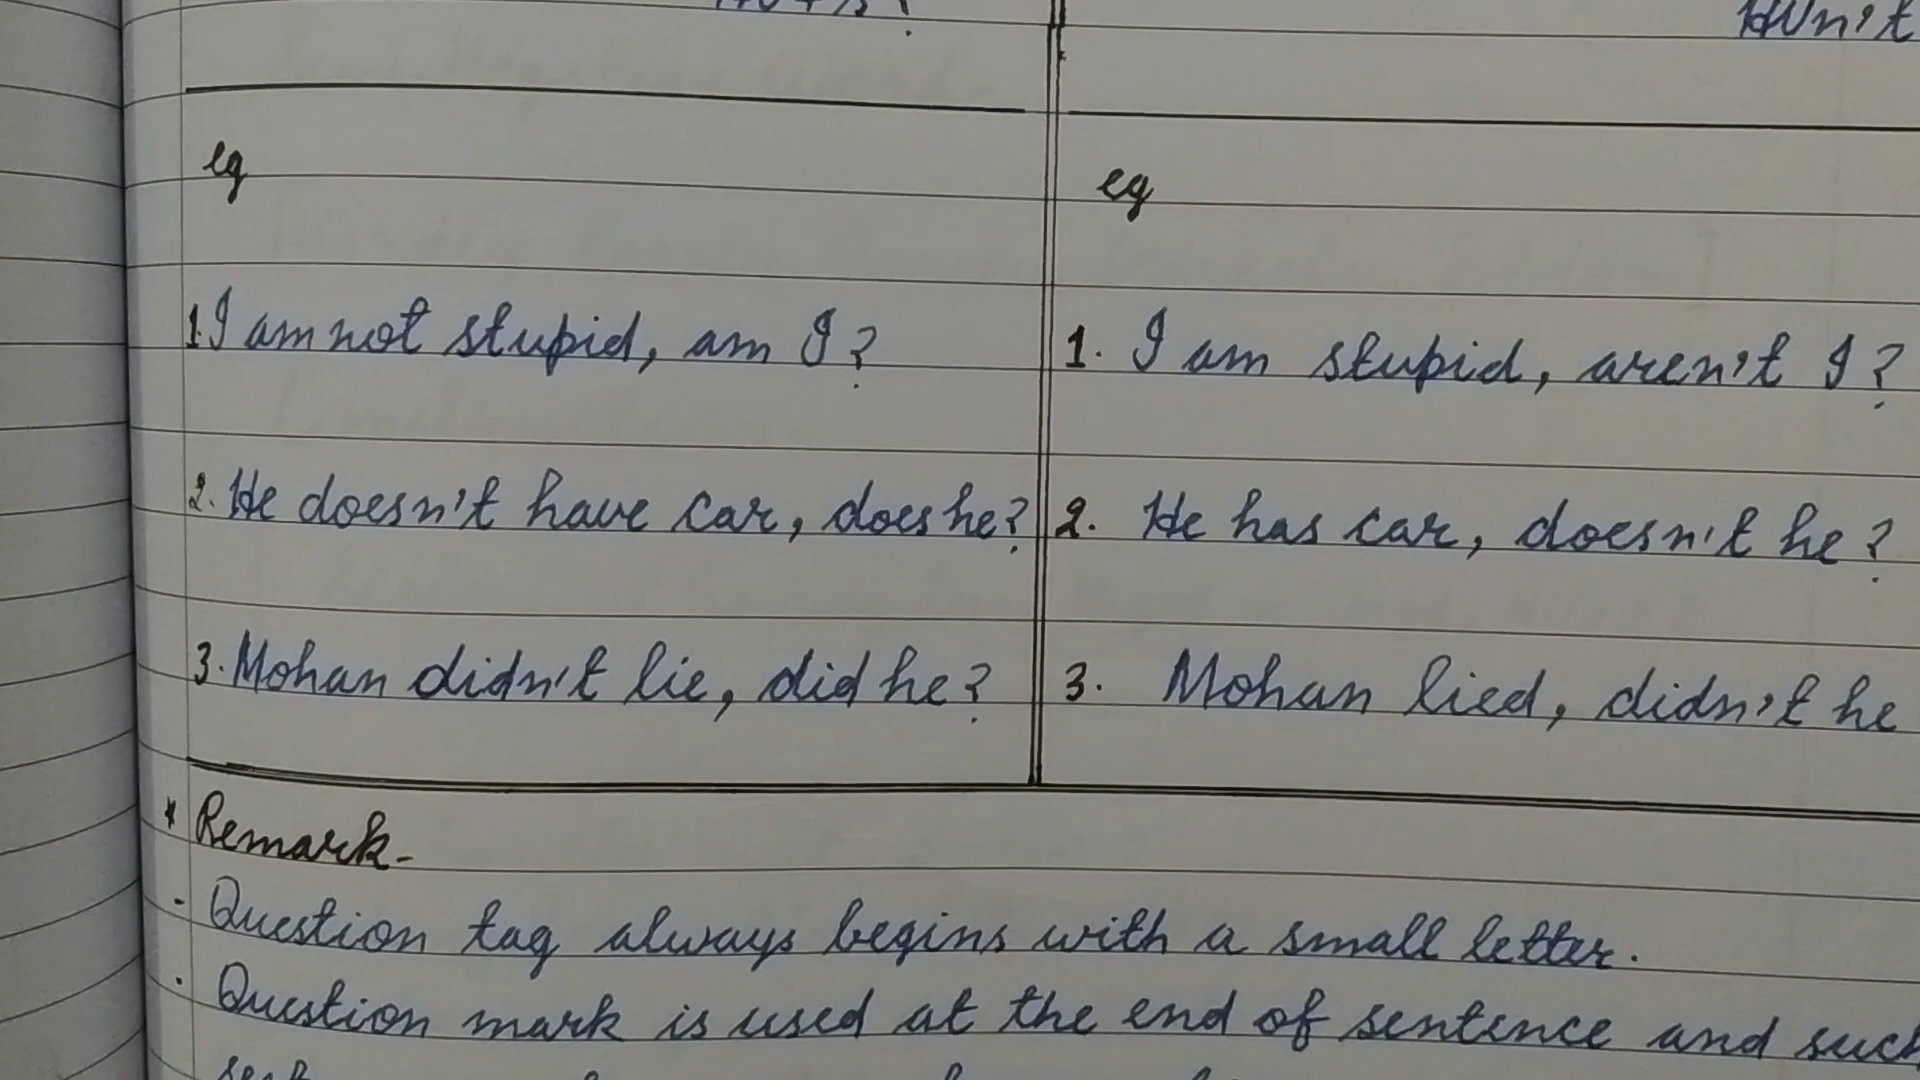 eg
1. I am not stupid, am I?
2. He doesn't have car, does he?
3. Mohan didn't lie, did he?
eg
1. I am stupid, aren't I?
2. He has car, doesn't he?
3. Mohan lied, didn't he
* Remark-
- Question tag always begins with a small letter.
· Question mark is used at the end of sentence and such